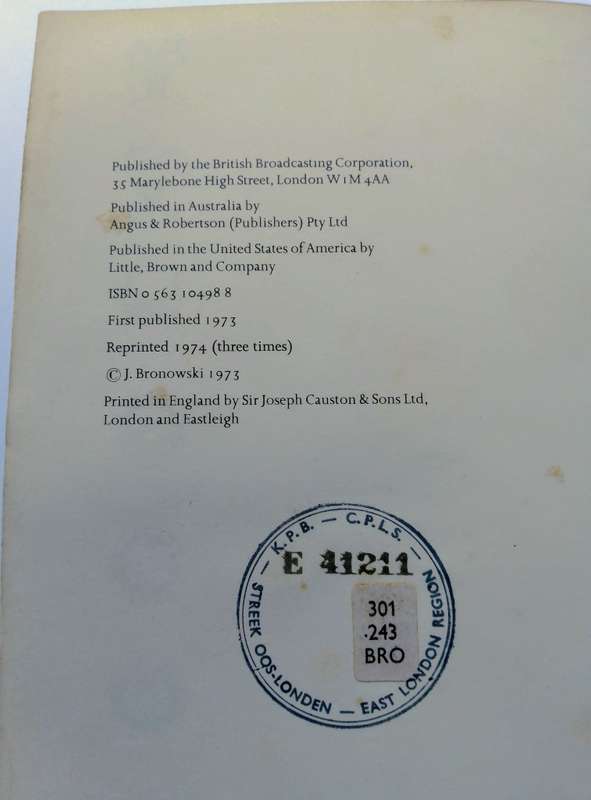 Published by the British Broadcasting Corporation,
35 Marylebone High Street, London W1M 4AA
Published in Australia by
Angus & Robertson (Publishers) Pty Ltd
Published in the United States of America by
Little, Brown and Company
ISBN 0 563 10498 8
First published 1973
Reprinted 1974 (three times)
© J. Bronowski 1973
Printed in England by Sir Joseph Causton & Sons Ltd,
London and Eastleigh
— K.P.B. — C.P.L.S. —
E 41211
301
.243
BRO
STREEK OOS-LONDEN — EAST LONDON REGION